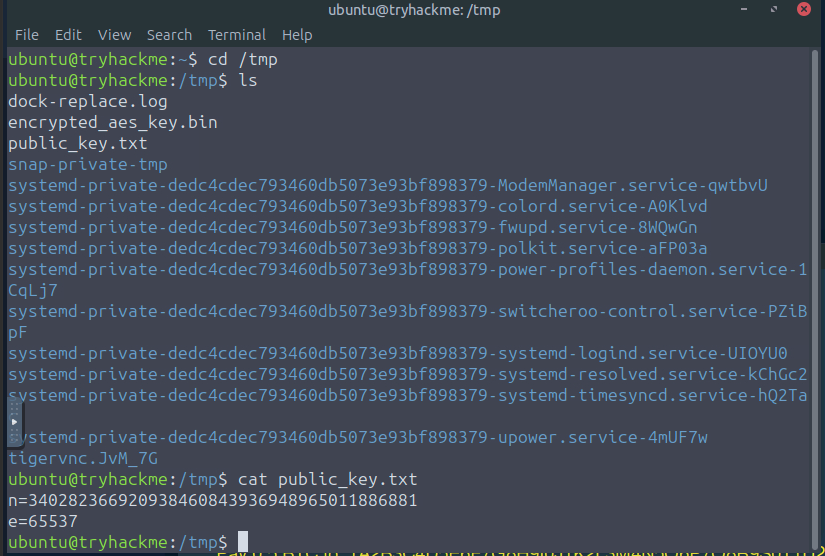 ubuntu@tryhackme: /tmp
File Edit View Search Terminal Help
ubuntu@tryhackme:~$ cd /tmp
ubuntu@tryhackme:/tmp$ ls
dock-replace.log
encrypted_aes_key.bin
public_key.txt
snap-private-tmp
systemd-private-dedc4cdec793460db5073e93bf898379-ModemManager.service-qwtbvU
systemd-private-dedc4cdec793460db5073e93bf898379-colord.service-A0Klvd
systemd-private-dedc4cdec793460db5073e93bf898379-fwupd.service-8WQwGn
systemd-private-dedc4cdec793460db5073e93bf898379-polkit.service-aFP03a
systemd-private-dedc4cdec793460db5073e93bf898379-power-profiles-daemon.service-1
CqLj7
systemd-private-dedc4cdec793460db5073e93bf898379-switcheroo-control.service-PZiB
pF
systemd-private-dedc4cdec793460db5073e93bf898379-systemd-logind.service-UIOYU0
systemd-private-dedc4cdec793460db5073e93bf898379-systemd-resolved.service-kChGc2
systemd-private-dedc4cdec793460db5073e93bf898379-systemd-timesyncd.service-hQ2Ta
ystemd-private-dedc4cdec793460db5073e93bf898379-upower.service-4mUF7w
tigervnc.JvM_7G
ubuntu@tryhackme:/tmp$ cat public_key.txt
n=340282366920938460843936948965011886881
e=65537
ubuntu@tryhackme:/tmp$